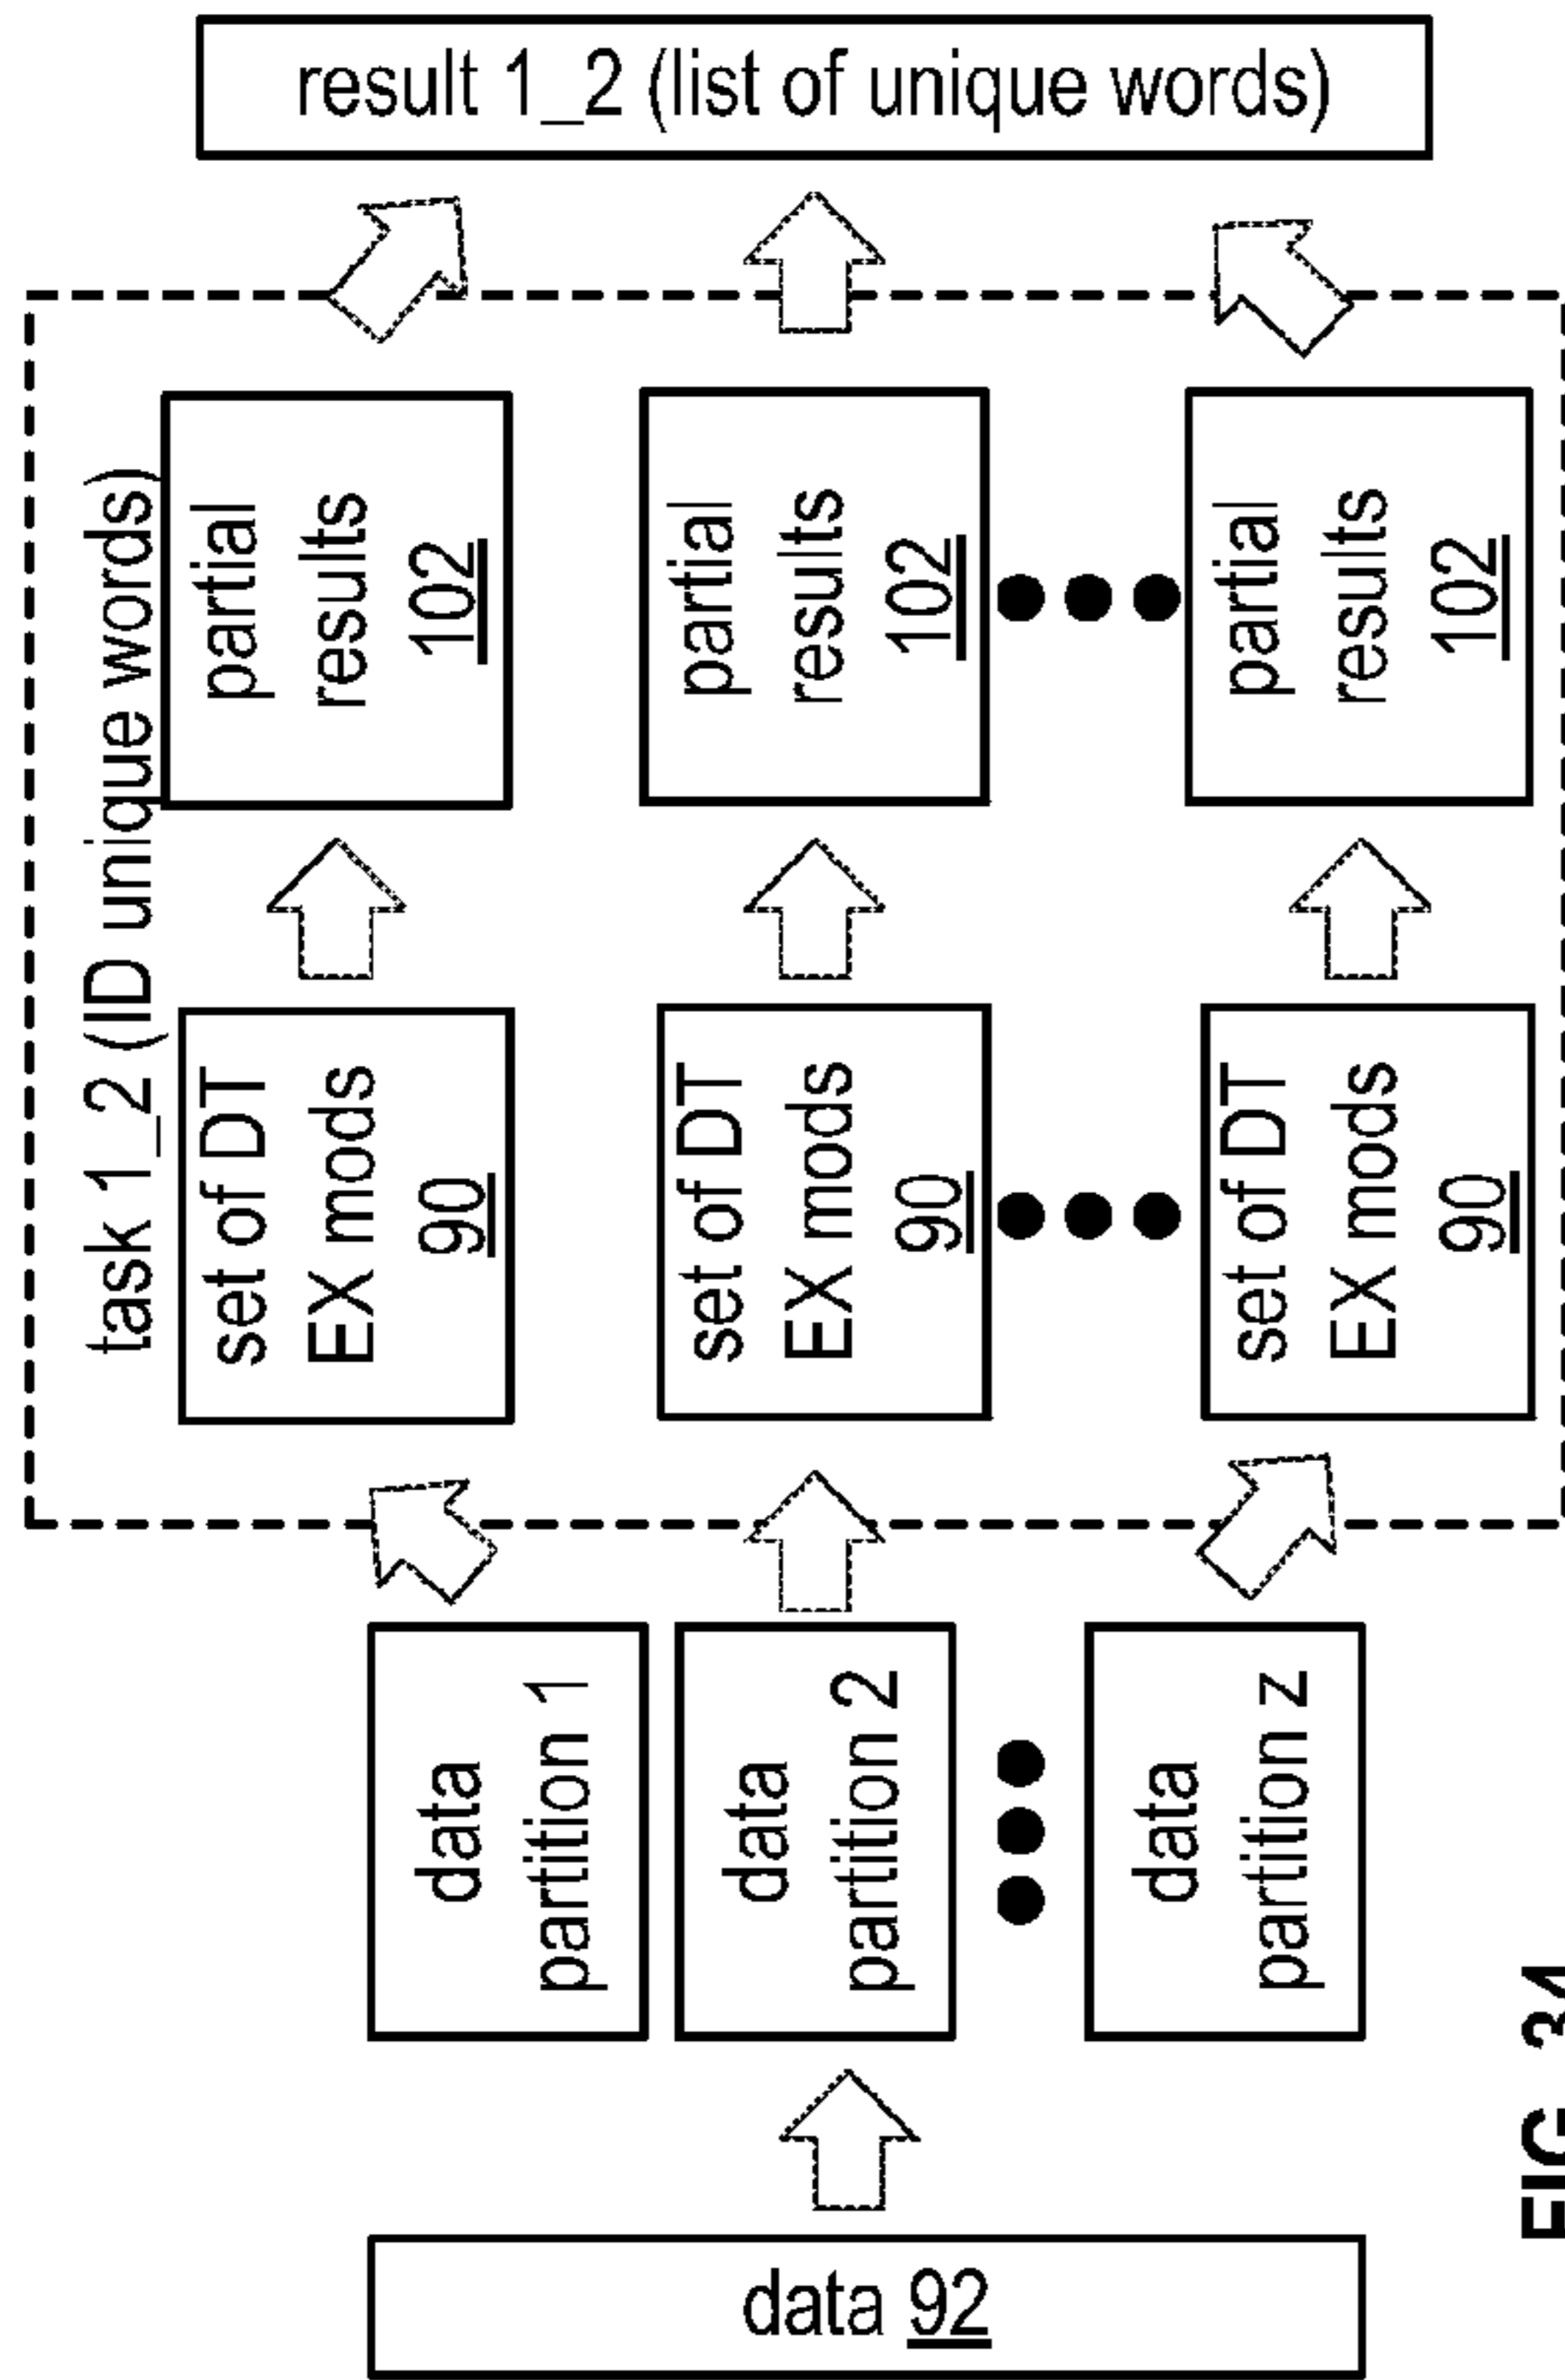 task 1_2 (ID unique words)
data 92
data
partition 1
data
partition 2
data
partition z
set of DT
EX mods
90
set of DT
EX mods
90
set of DT
EX mods
90
partial
results
102
partial
results
102
partial
results
102
result 1_2 (list of unique words)
FIG. 34